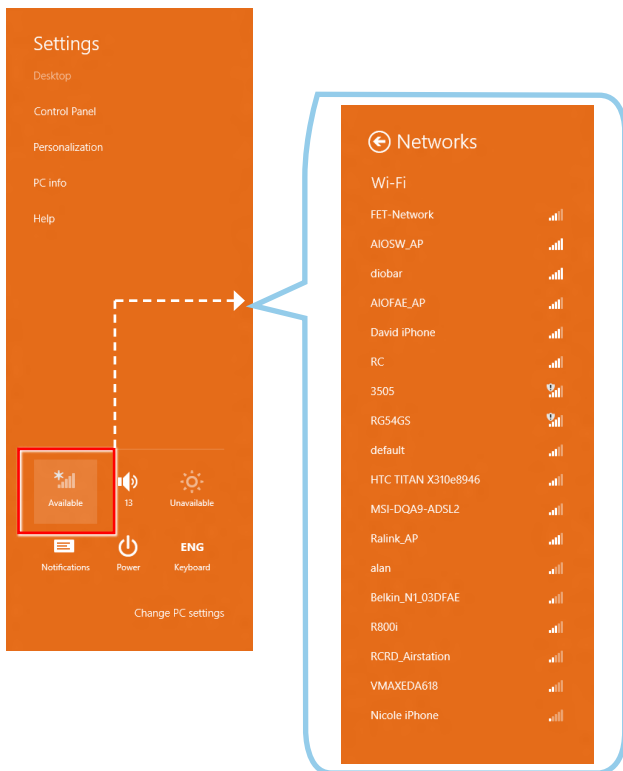 Settings
Desktop
Control Panel
Personalization
PC info
Help
Available
13
Unavailable
Notifications
Power
ENG
Keyboard
Change PC settings
Networks
Wi-Fi
FET-Network
AIOSW_AP
diobar
AIOFAE_AP
David iPhone
RC
3505
RG54GS
default
HTC TITAN X310e8946
MSI-DQA9-ADSL2
Ralink_AP
alan
Belkin_N1_03DFAE
R800i
RCRD_Airstation
VMAXEDA618
Nicole iPhone